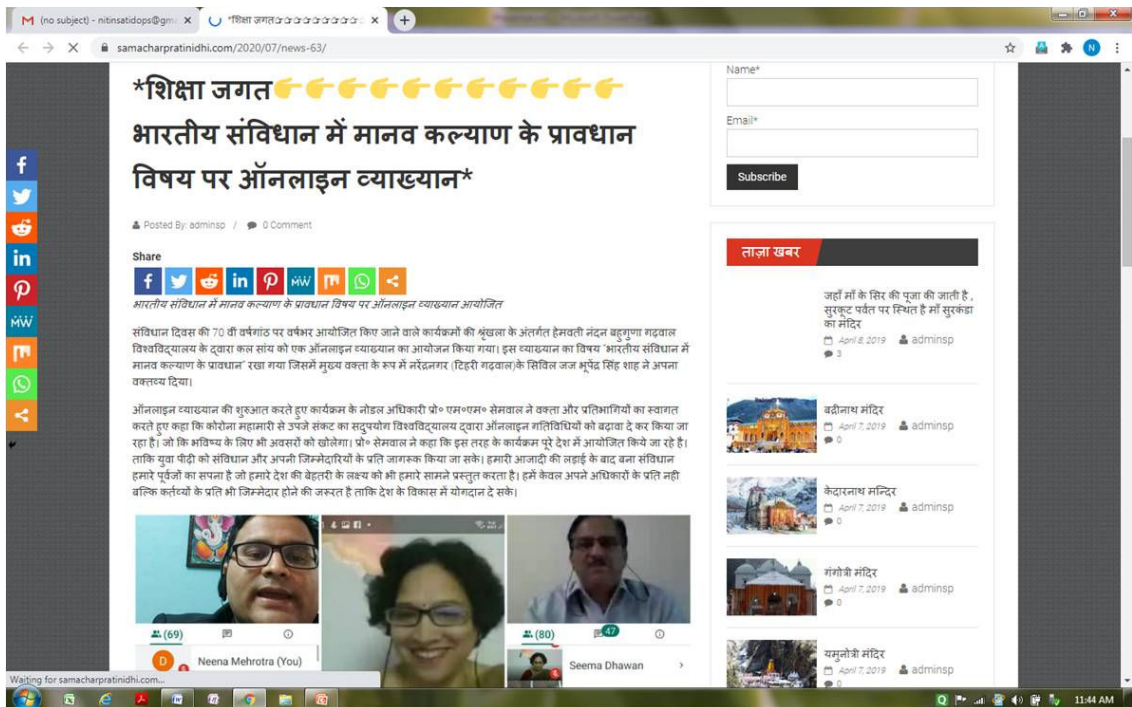 (no subject) - nitinsatidops@gm
*शिक्षा जगत👉👉👉👉👉👉👉👉👉
samacharpratinidhi.com/2020/07/news-63/
N
*शिक्षा जगत👉👉👉👉👉👉👉👉👉👉👉
भारतीय संविधान में मानव कल्याण के प्रावधान
विषय पर ऑनलाइन व्याख्यान*
Posted By: adminsp / 0 Comment
Share
भारतीय संविधान में मानव कल्याण के प्रावधान विषय पर ऑनलाइन व्याख्यान आयोजित
संविधान दिवस की 70 वी वर्षगांठ पर वर्षभर आयोजित किए जाने वाले कार्यक्रमों की श्रृंखला के अंतर्गत हेमवती नंदन बहुगुणा गढ़वाल
विश्वविद्यालय के द्वारा कल सांय को एक ऑनलाइन व्याख्यान का आयोजन किया गया। इस व्याख्यान का विषय "भारतीय संविधान में
मानव कल्याण के प्रावधान" रखा गया जिसमें मुख्य वक्ता के रूप में नरेंद्रनगर (टिहरी गढ़वाल)के सिविल जज भूपेंद्र सिंह शाह ने अपना
वक्तव्य दिया।
ऑनलाइन व्याख्यान की शुरुआत करते हुए कार्यक्रम के नोडल अधिकारी प्रो० एम०एम० सेमवाल ने वक्ता और प्रतिभागियों का स्वागत
करते हुए कहा कि कोरोना महामारी से उपजे संकट का सदुपयोग विश्वविद्यालय द्वारा ऑनलाइन गतिविधियों को बढ़ावा दे कर किया जा
रहा है। जो कि भविष्य के लिए भी अवसरों को खोलेगा। प्रो० सेमवाल ने कहा कि इस तरह के कार्यक्रम पूरे देश में आयोजित किये जा रहे है।
ताकि युवा पीढ़ी को संविधान और अपनी जिम्मेदारियों के प्रति जागरूक किया जा सके। हमारी आजादी की लड़ाई के बाद बना संविधान
हमारे पूर्वजों का सपना है जो हमारे देश की बेहतरी के लक्ष्य को भी हमारे सामने प्रस्तुत करता है। हमें केवल अपने अधिकारों के प्रति नही
बल्कि कर्तव्यों के प्रति भी जिम्मेदार होने की जरूरत है ताकि देश के विकास में योगदान दे सके।
(69)
D
Neena Mehrotra (You)
(80)
47
Seema Dhawan
Name*
Email*
Subscribe
ताज़ा खबर
जहाँ माँ के सिर की पूजा की जाती है ,
सुरकूट पर्वत पर स्थित है माँ सुरकंडा
का मंदिर
April 8, 2019 adminsp
3
बद्रीनाथ मंदिर
April 7, 2019 adminsp
0
केदारनाथ मन्दिर
April 7, 2019 adminsp
0
गंगोत्री मंदिर
April 7, 2019 adminsp
0
यमुनोत्री मंदिर
April 7, 2019 adminsp
0
Waiting for samacharpratinidhi.com...
11:44 AM